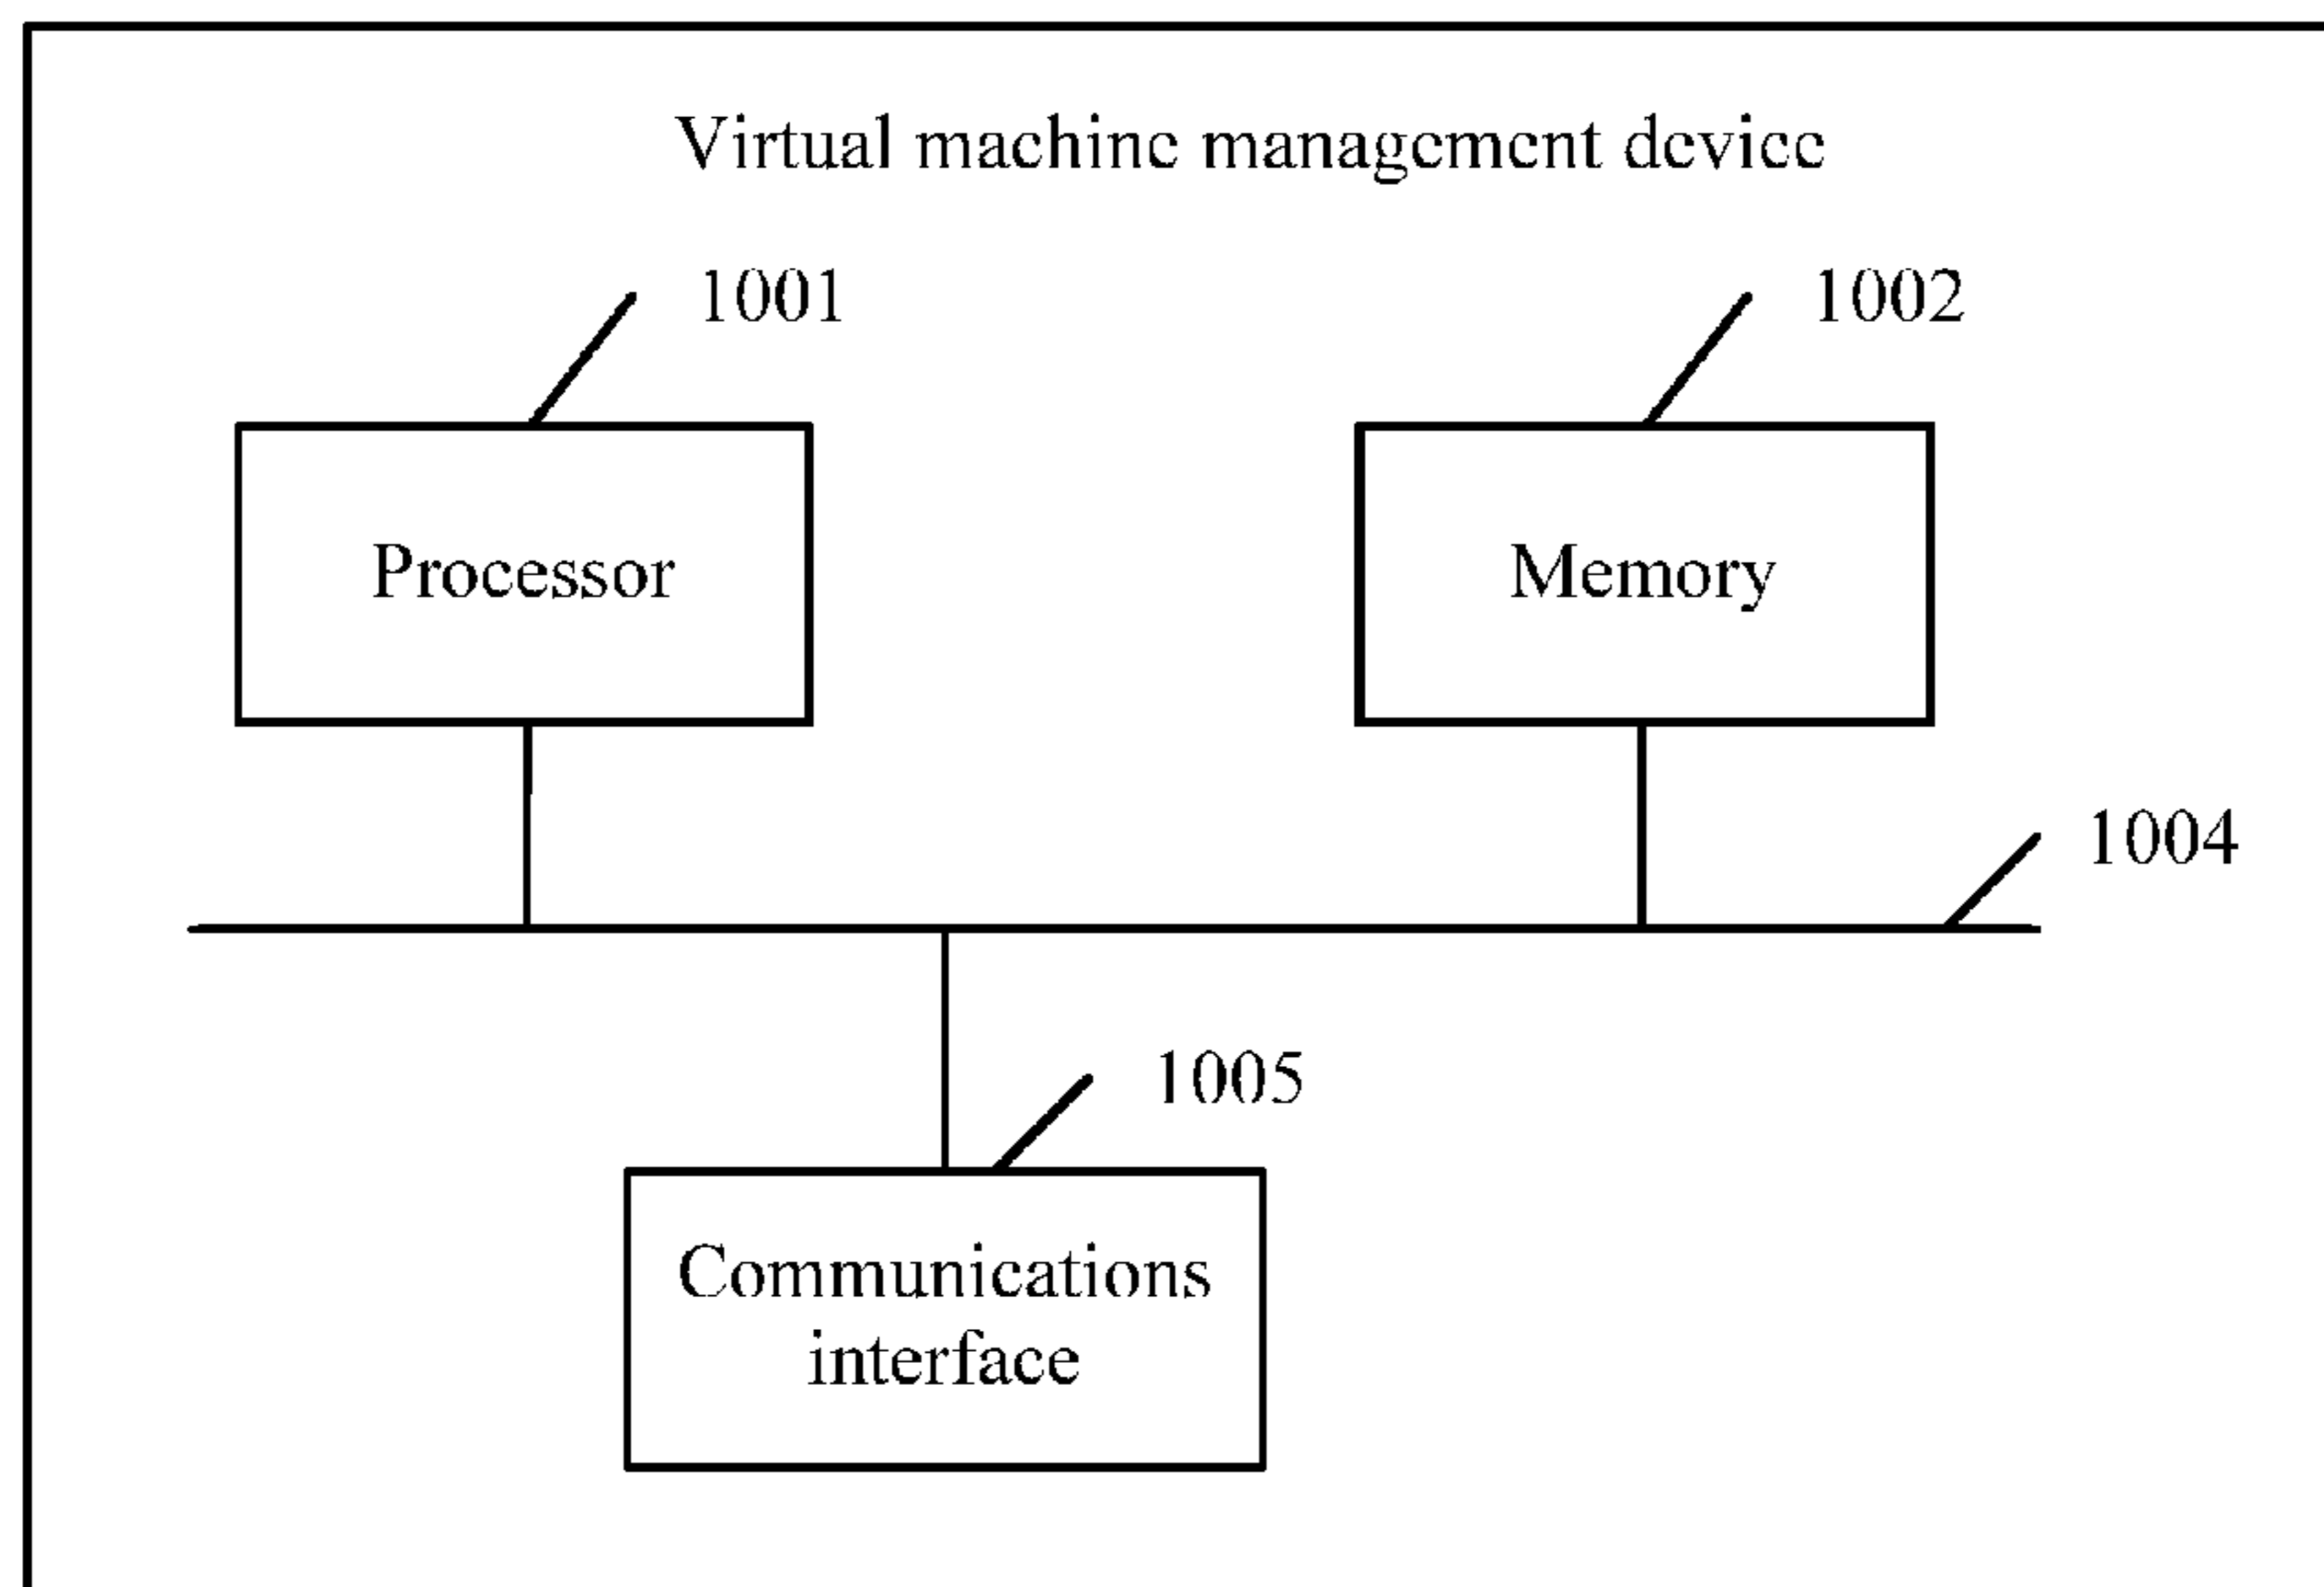 Virtual machine management device
1001
1002
Processor
Memory
1004
1005
Communications
interface